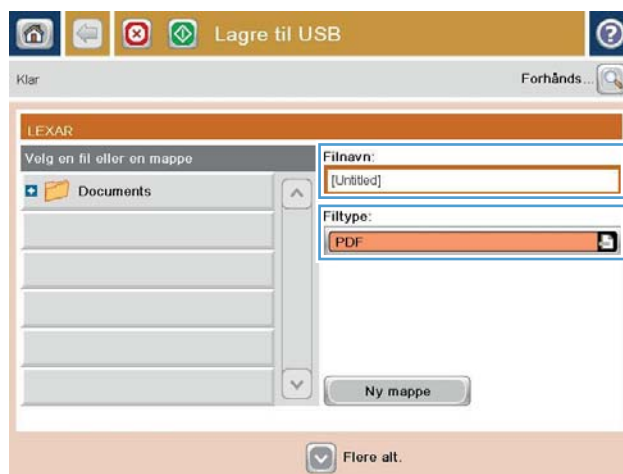 Lagre til USB
Klar
Forhånds...
LEXAR
Velg en fil eller en mappe
Documents
Filnavn:
[Untitled]
Filtype:
PDF
Ny mappe
Flere alt.